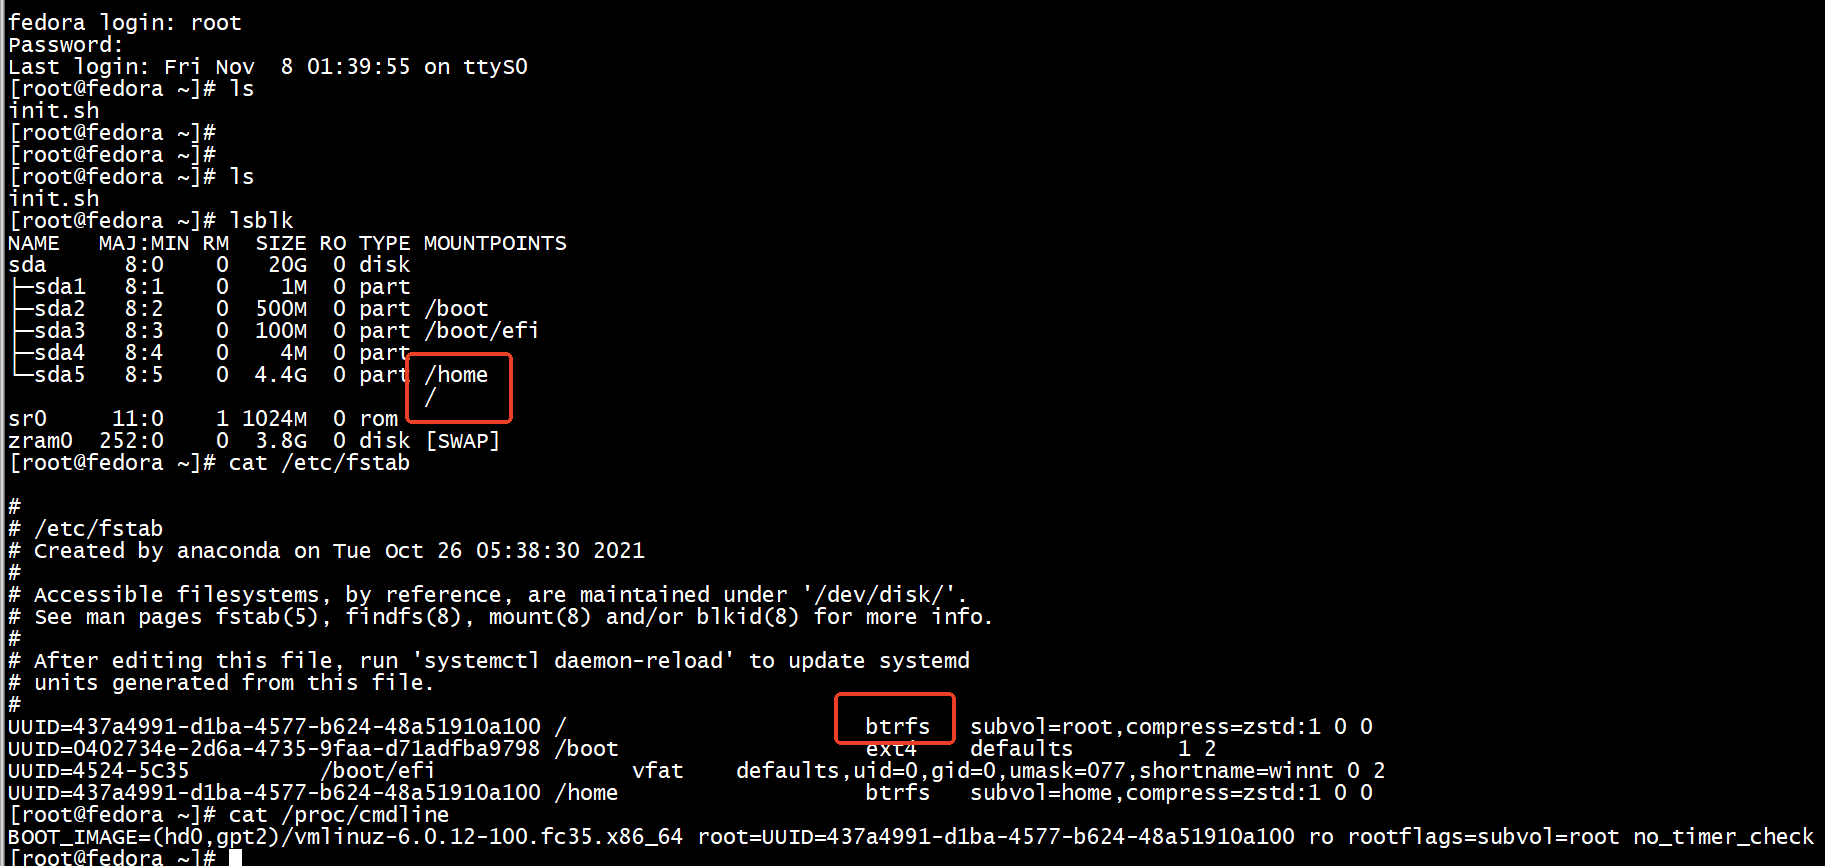 fedora login: root
Password:
Last login: Fri Nov  8 01:39:55 on ttyS0
[root@fedora ~]# ls
init.sh
[root@fedora ~]#
[root@fedora ~]#
[root@fedora ~]# ls
init.sh
[root@fedora ~]# lsblk
NAME   MAJ:MIN RM   SIZE RO TYPE MOUNTPOINTS
sda      8:0    0    20G  0 disk
├─sda1   8:1    0     1M  0 part
├─sda2   8:2    0   500M  0 part /boot
├─sda3   8:3    0   100M  0 part /boot/efi
├─sda4   8:4    0     4M  0 part
└─sda5   8:5    0   4.4G  0 part /home
                                /
sr0     11:0    1  1024M  0 rom
zram0  252:0    0   3.8G  0 disk [SWAP]
[root@fedora ~]# cat /etc/fstab
#
# /etc/fstab
# Created by anaconda on Tue Oct 26 05:38:30 2021
#
# Accessible filesystems, by reference, are maintained under '/dev/disk/'.
# See man pages fstab(5), findfs(8), mount(8) and/or blkid(8) for more info.
#
# After editing this file, run 'systemctl daemon-reload' to update systemd
# units generated from this file.
#
UUID=437a4991-d1ba-4577-b624-48a51910a100 /                       btrfs   subvol=root,compress=zstd:1 0 0
UUID=0402734e-2d6a-4735-9faa-d71adfba9798 /boot                   ext4    defaults        1 2
UUID=4524-5C35          /boot/efi               vfat    defaults,uid=0,gid=0,umask=077,shortname=winnt 0 2
UUID=437a4991-d1ba-4577-b624-48a51910a100 /home                   btrfs   subvol=home,compress=zstd:1 0 0
[root@fedora ~]# cat /proc/cmdline
BOOT_IMAGE=(hd0,gpt2)/vmlinuz-6.0.12-100.fc35.x86_64 root=UUID=437a4991-d1ba-4577-b624-48a51910a100 ro rootflags=subvol=root no_timer_check
[root@fedora ~]#